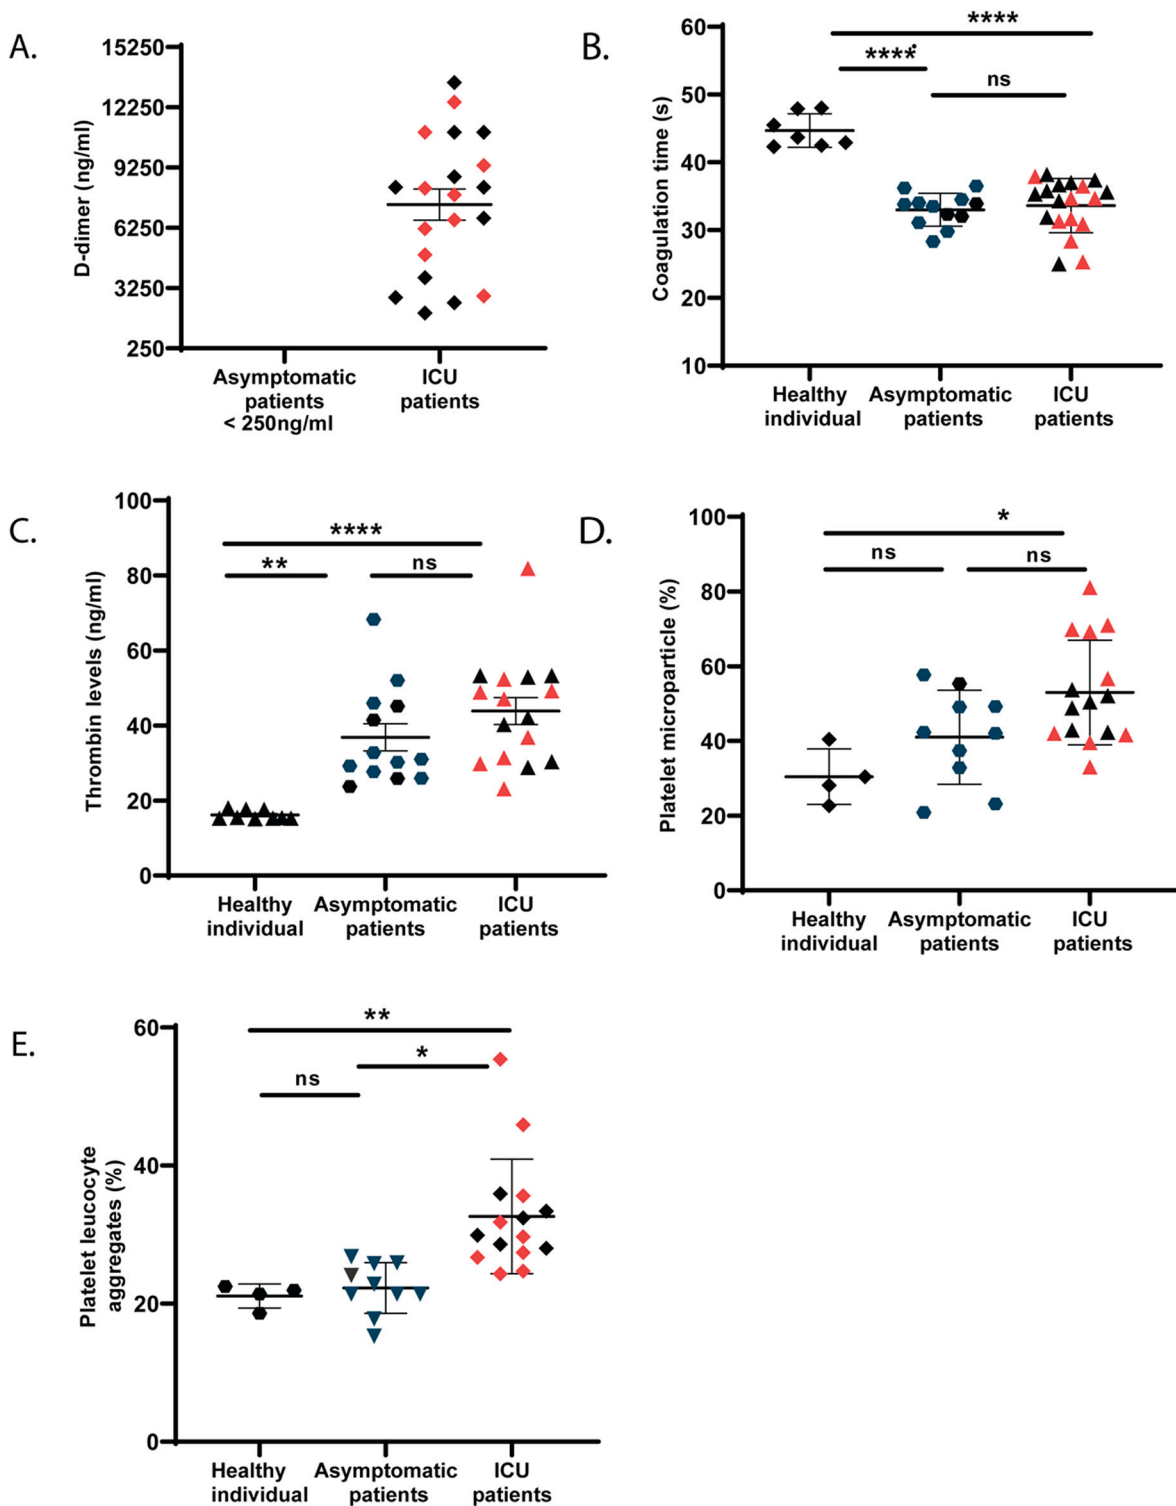 A.
D-dimer (ng/ml)
15250
12250
9250
6250
3250
250
Asymptomatic
patients
< 250ng/ml
ICU
patients
B.
Coagulation time (s)
60
50
40
30
20
10
****
****
ns
Healthy
individual
Asymptomatic
patients
ICU
patients
C.
Thrombin levels (ng/ml)
100
80
60
40
20
0
****
**
ns
Healthy
individual
Asymptomatic
patients
ICU
patients
D.
Platelet microparticle (%)
100
80
60
40
20
0
*
ns
ns
Healthy
individual
Asymptomatic
patients
ICU
patients
E.
Platelet leucocyte
aggregates (%)
60
40
20
0
**
*
ns
Healthy
individual
Asymptomatic
patients
ICU
patients